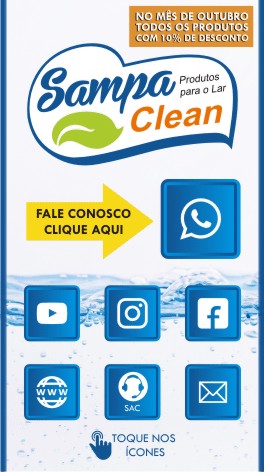 NO MÊS DE OUTUBRO
TODOS OS PRODUTOS
COM 10% DE DESCONTO
Sampa
Produtos
para o Lar
Clean
FALE CONOSCO
CLIQUE AQUI
WWW
SAC
TOQUE NOS
ÍCONES